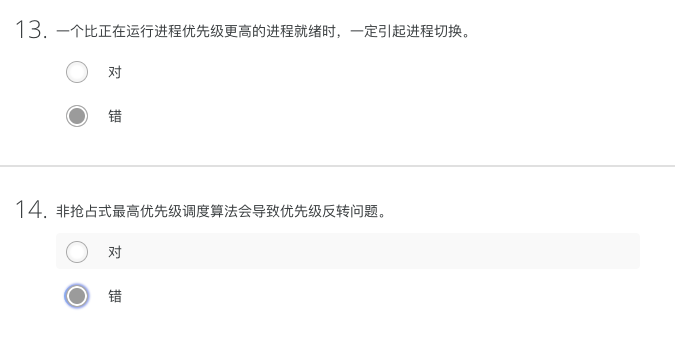 13. 一个比正在运行进程优先级更高的进程就绪时，一定引起进程切换。
对
错
14. 非抢占式最高优先级调度算法会导致优先级反转问题。
对
错